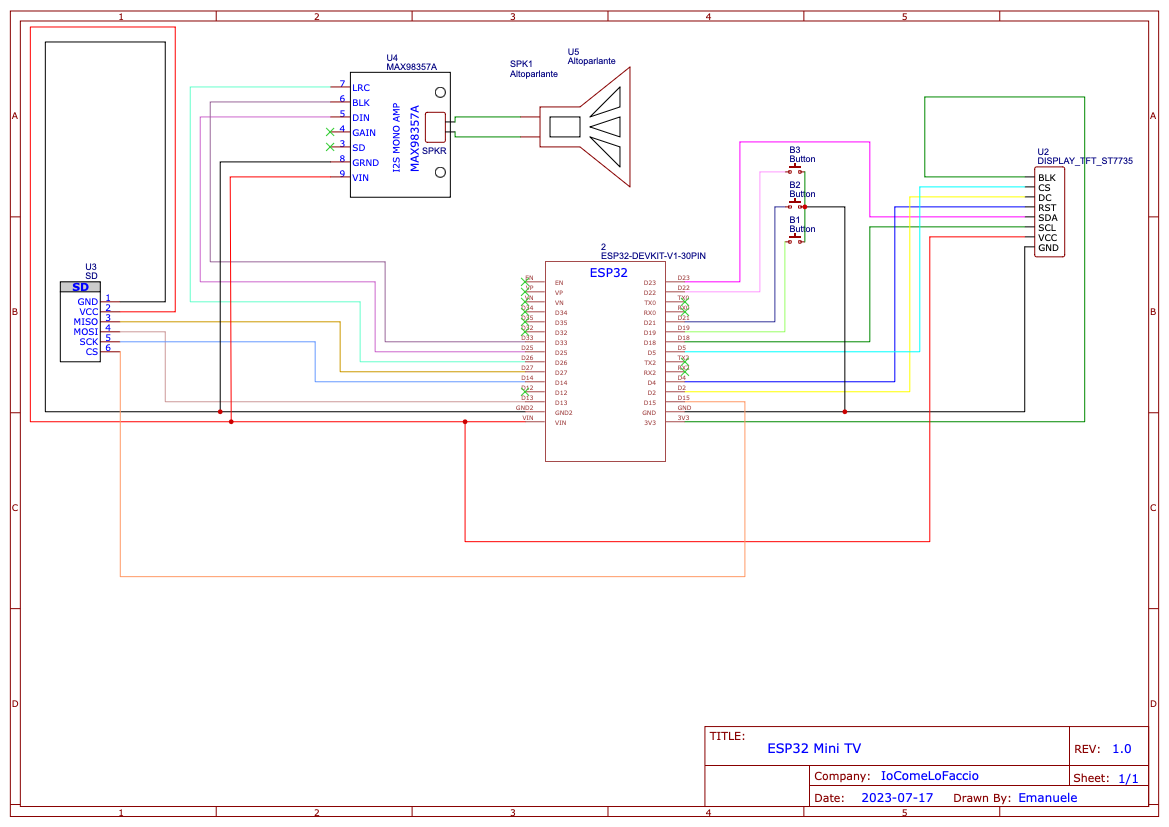 1 2 3 4 5
A A
B B
C C
D D
U4
MAX98357A
7 LRC
6 BLK
5 DIN
4 GAIN
3 SD
8 GRND
9 VIN
I2S MONO AMP
MAX98357A
SPKR
SPK1
Altoparlante
U5
Altoparlante
B3
Button
B2
Button
B1
Button
U2
DISPLAY_TFT_ST7735
BLK
CS
DC
RST
SDA
SCL
VCC
GND
U3
SD
SD
GND 1
VCC 2
MISO 3
MOSI 4
SCK 5
CS 6
2
ESP32-DEVKIT-V1-30PIN
ESP32
EN EN D23 D23
VP VP D22 D22
VN VN TX0 TX0
D34 D34 RX0 RX0
D35 D35 D21 D21
D32 D32 D19 D19
D33 D33 D18 D18
D25 D25 D5 D5
D26 D26 TX2 TX2
D27 D27 RX2 RX2
D14 D14 D4 D4
D12 D12 D2 D2
D13 D13 D15 D15
GND2 GND2 GND GND
VIN VIN 3V3 3V3
TITLE:
ESP32 Mini TV
REV: 1.0
Company: IoComeLoFaccio
Sheet: 1/1
Date: 2023-07-17 Drawn By: Emanuele
1 2 3 4 5